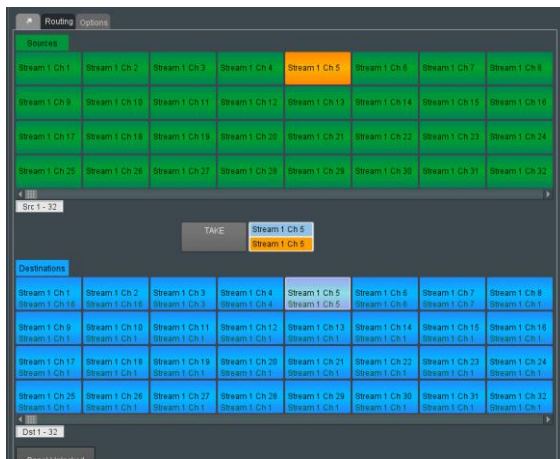 Routing Options
Sources
Stream 1 Ch 1 Stream 1 Ch 2 Stream 1 Ch 3 Stream 1 Ch 4 Stream 1 Ch 5 Stream 1 Ch 6 Stream 1 Ch 7 Stream 1 Ch 8
Stream 1 Ch 9 Stream 1 Ch 10 Stream 1 Ch 11 Stream 1 Ch 12 Stream 1 Ch 13 Stream 1 Ch 14 Stream 1 Ch 15 Stream 1 Ch 16
Stream 1 Ch 17 Stream 1 Ch 18 Stream 1 Ch 19 Stream 1 Ch 20 Stream 1 Ch 21 Stream 1 Ch 22 Stream 1 Ch 23 Stream 1 Ch 24
Stream 1 Ch 25 Stream 1 Ch 26 Stream 1 Ch 27 Stream 1 Ch 28 Stream 1 Ch 29 Stream 1 Ch 30 Stream 1 Ch 31 Stream 1 Ch 32
Src 1 - 32
TAKE Stream 1 Ch 5
Stream 1 Ch 5
Destinations
Stream 1 Ch 1 Stream 1 Ch 2 Stream 1 Ch 3 Stream 1 Ch 4 Stream 1 Ch 5 Stream 1 Ch 6 Stream 1 Ch 7 Stream 1 Ch 8
Stream 1 Ch 16 Stream 1 Ch 16 Stream 1 Ch 3 Stream 1 Ch 4 Stream 1 Ch 5 Stream 1 Ch 6 Stream 1 Ch 7 Stream 1 Ch 1
Stream 1 Ch 9 Stream 1 Ch 10 Stream 1 Ch 11 Stream 1 Ch 12 Stream 1 Ch 13 Stream 1 Ch 14 Stream 1 Ch 15 Stream 1 Ch 16
Stream 1 Ch 1 Stream 1 Ch 1 Stream 1 Ch 1 Stream 1 Ch 1 Stream 1 Ch 1 Stream 1 Ch 1 Stream 1 Ch 1 Stream 1 Ch 1
Stream 1 Ch 17 Stream 1 Ch 18 Stream 1 Ch 19 Stream 1 Ch 20 Stream 1 Ch 21 Stream 1 Ch 22 Stream 1 Ch 23 Stream 1 Ch 24
Stream 1 Ch 1 Stream 1 Ch 1 Stream 1 Ch 1 Stream 1 Ch 1 Stream 1 Ch 1 Stream 1 Ch 1 Stream 1 Ch 1 Stream 1 Ch 1
Stream 1 Ch 25 Stream 1 Ch 26 Stream 1 Ch 27 Stream 1 Ch 28 Stream 1 Ch 29 Stream 1 Ch 30 Stream 1 Ch 31 Stream 1 Ch 32
Stream 1 Ch 1 Stream 1 Ch 1 Stream 1 Ch 1 Stream 1 Ch 1 Stream 1 Ch 1 Stream 1 Ch 1 Stream 1 Ch 1 Stream 1 Ch 1
Dst 1 - 32